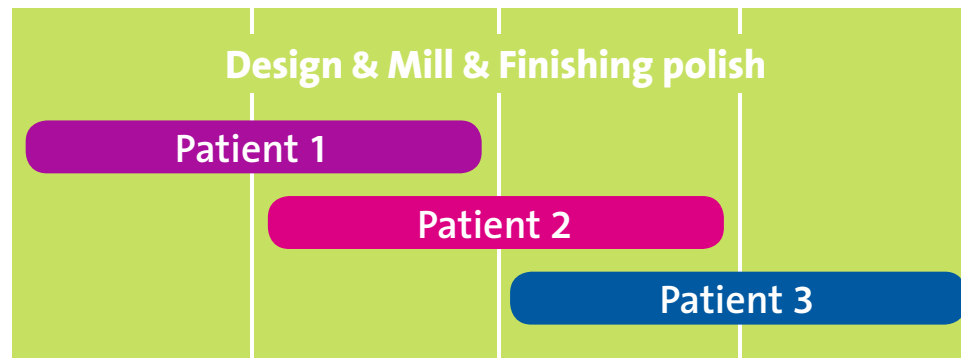 Design & Mill & Finishing polish
Patient 1
Patient 2
Patient 3